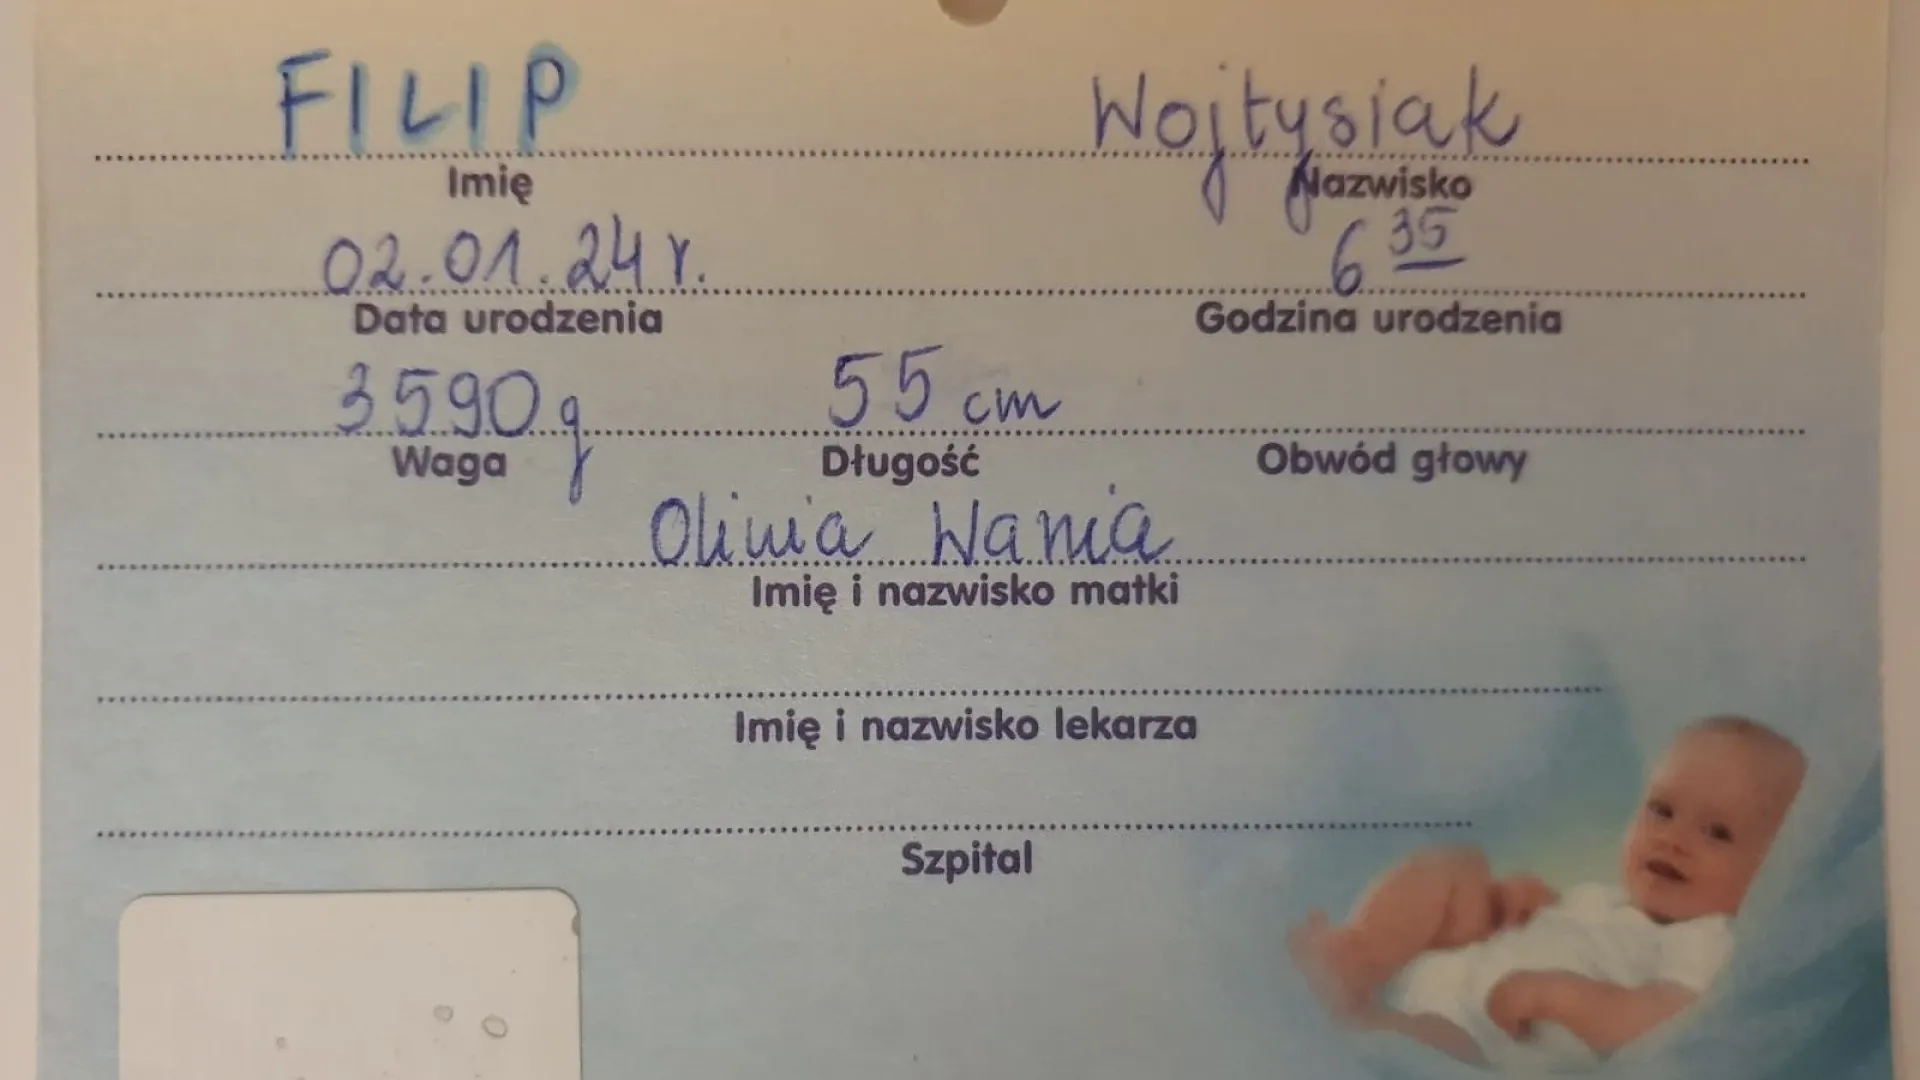 FILIP Wojtysiak
Imię Nazwisko
02.01.24 r. 6 35
Data urodzenia Godzina urodzenia
3590 g 55 cm
Waga Długość Obwód głowy
Oliwia Wania
Imię i nazwisko matki
Imię i nazwisko lekarza
Szpital